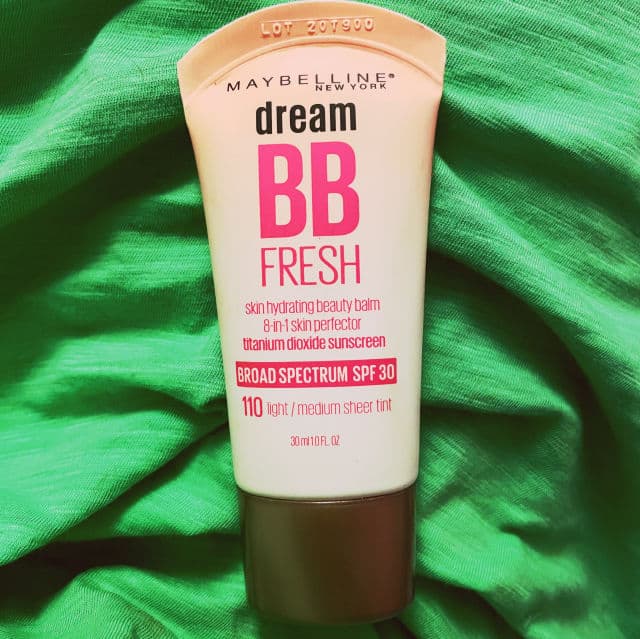 LOT 20T900
MAYBELLINE®
NEW YORK
dream
BB
FRESH
skin hydrating beauty balm
8-in-1 skin perfector
titanium dioxide sunscreen
BROAD SPECTRUM SPF 30
110 light / medium sheer tint
30 ml 1.0 FL. OZ